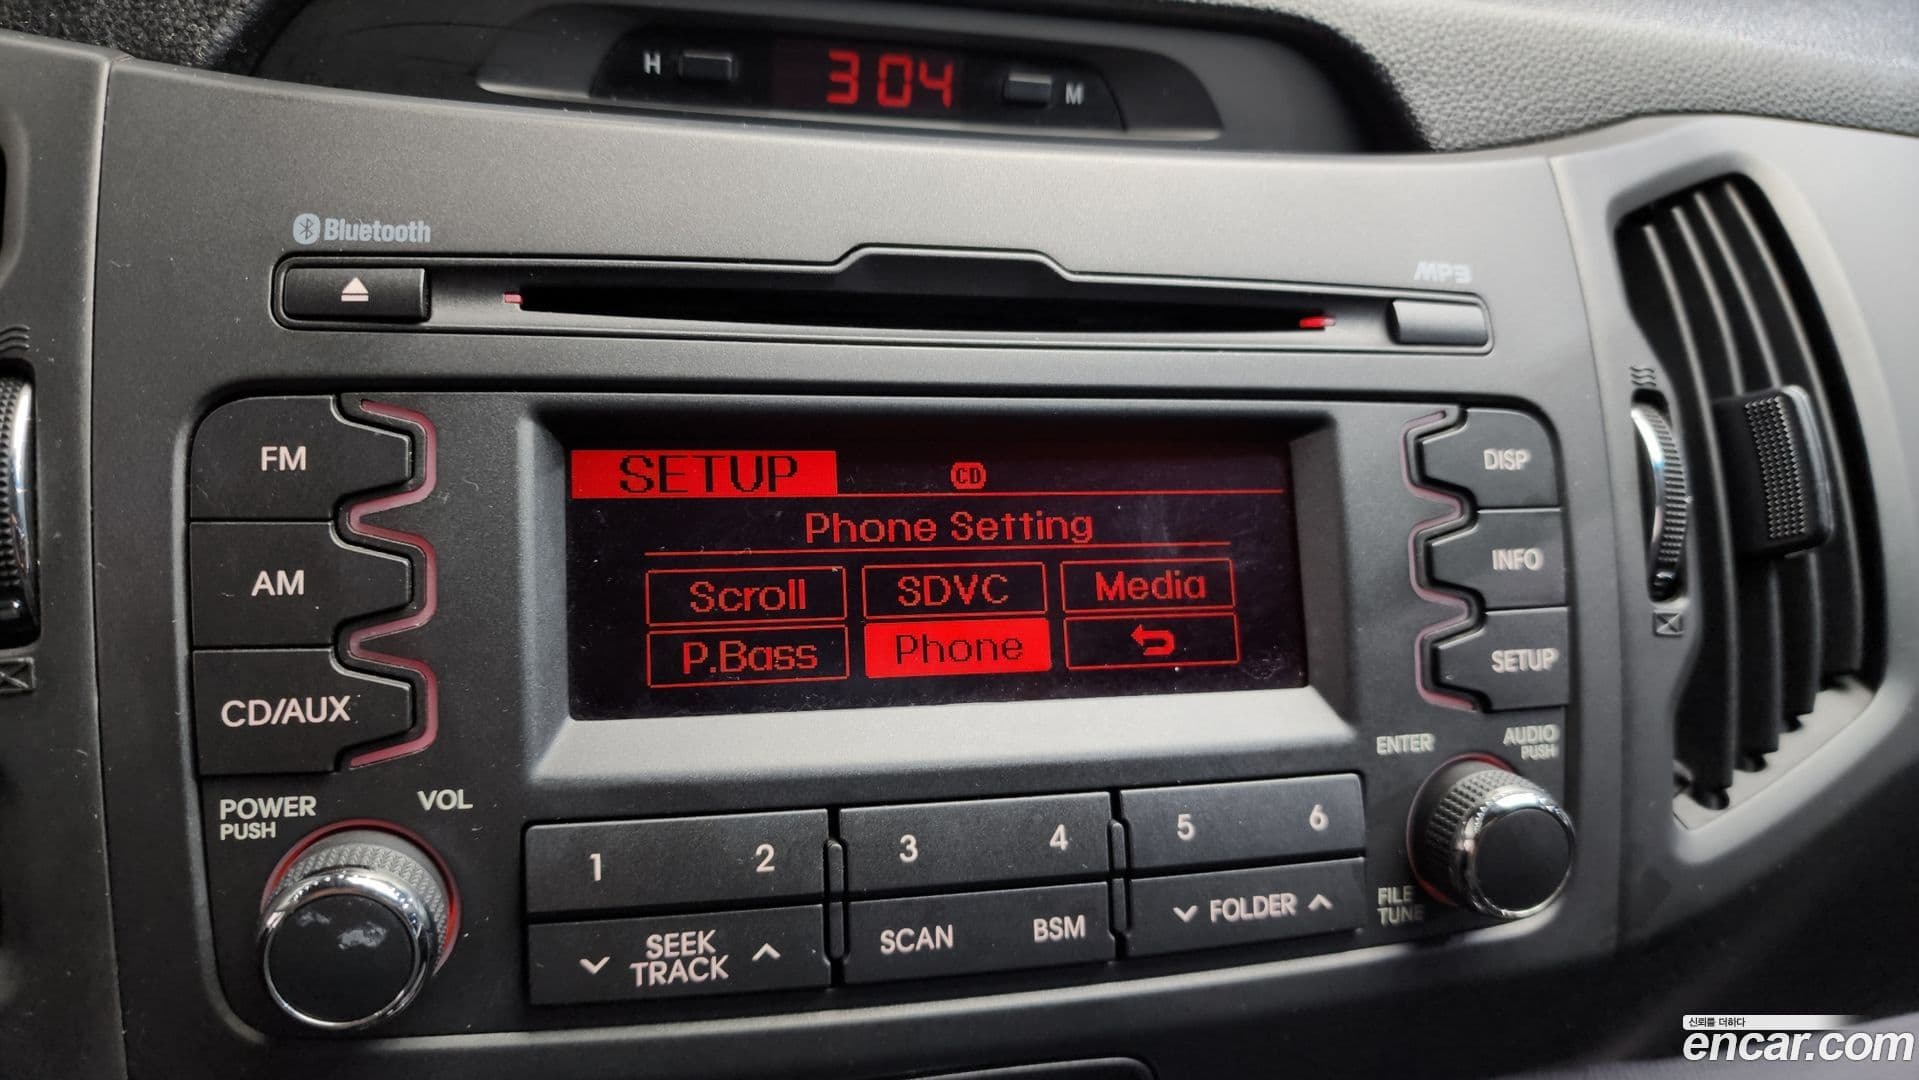 H 304 M
Bluetooth
MP3
FM
AM
CD/AUX
SETUP CD
Phone Setting
Scroll SDVC Media
P.Bass Phone
DISP
INFO
SETUP
POWER
PUSH
VOL
ENTER
AUDIO
PUSH
1 2 3 4 5 6
SEEK
TRACK
SCAN BSM
FOLDER
FILE
TUNE
신뢰를 더하다
encar.com